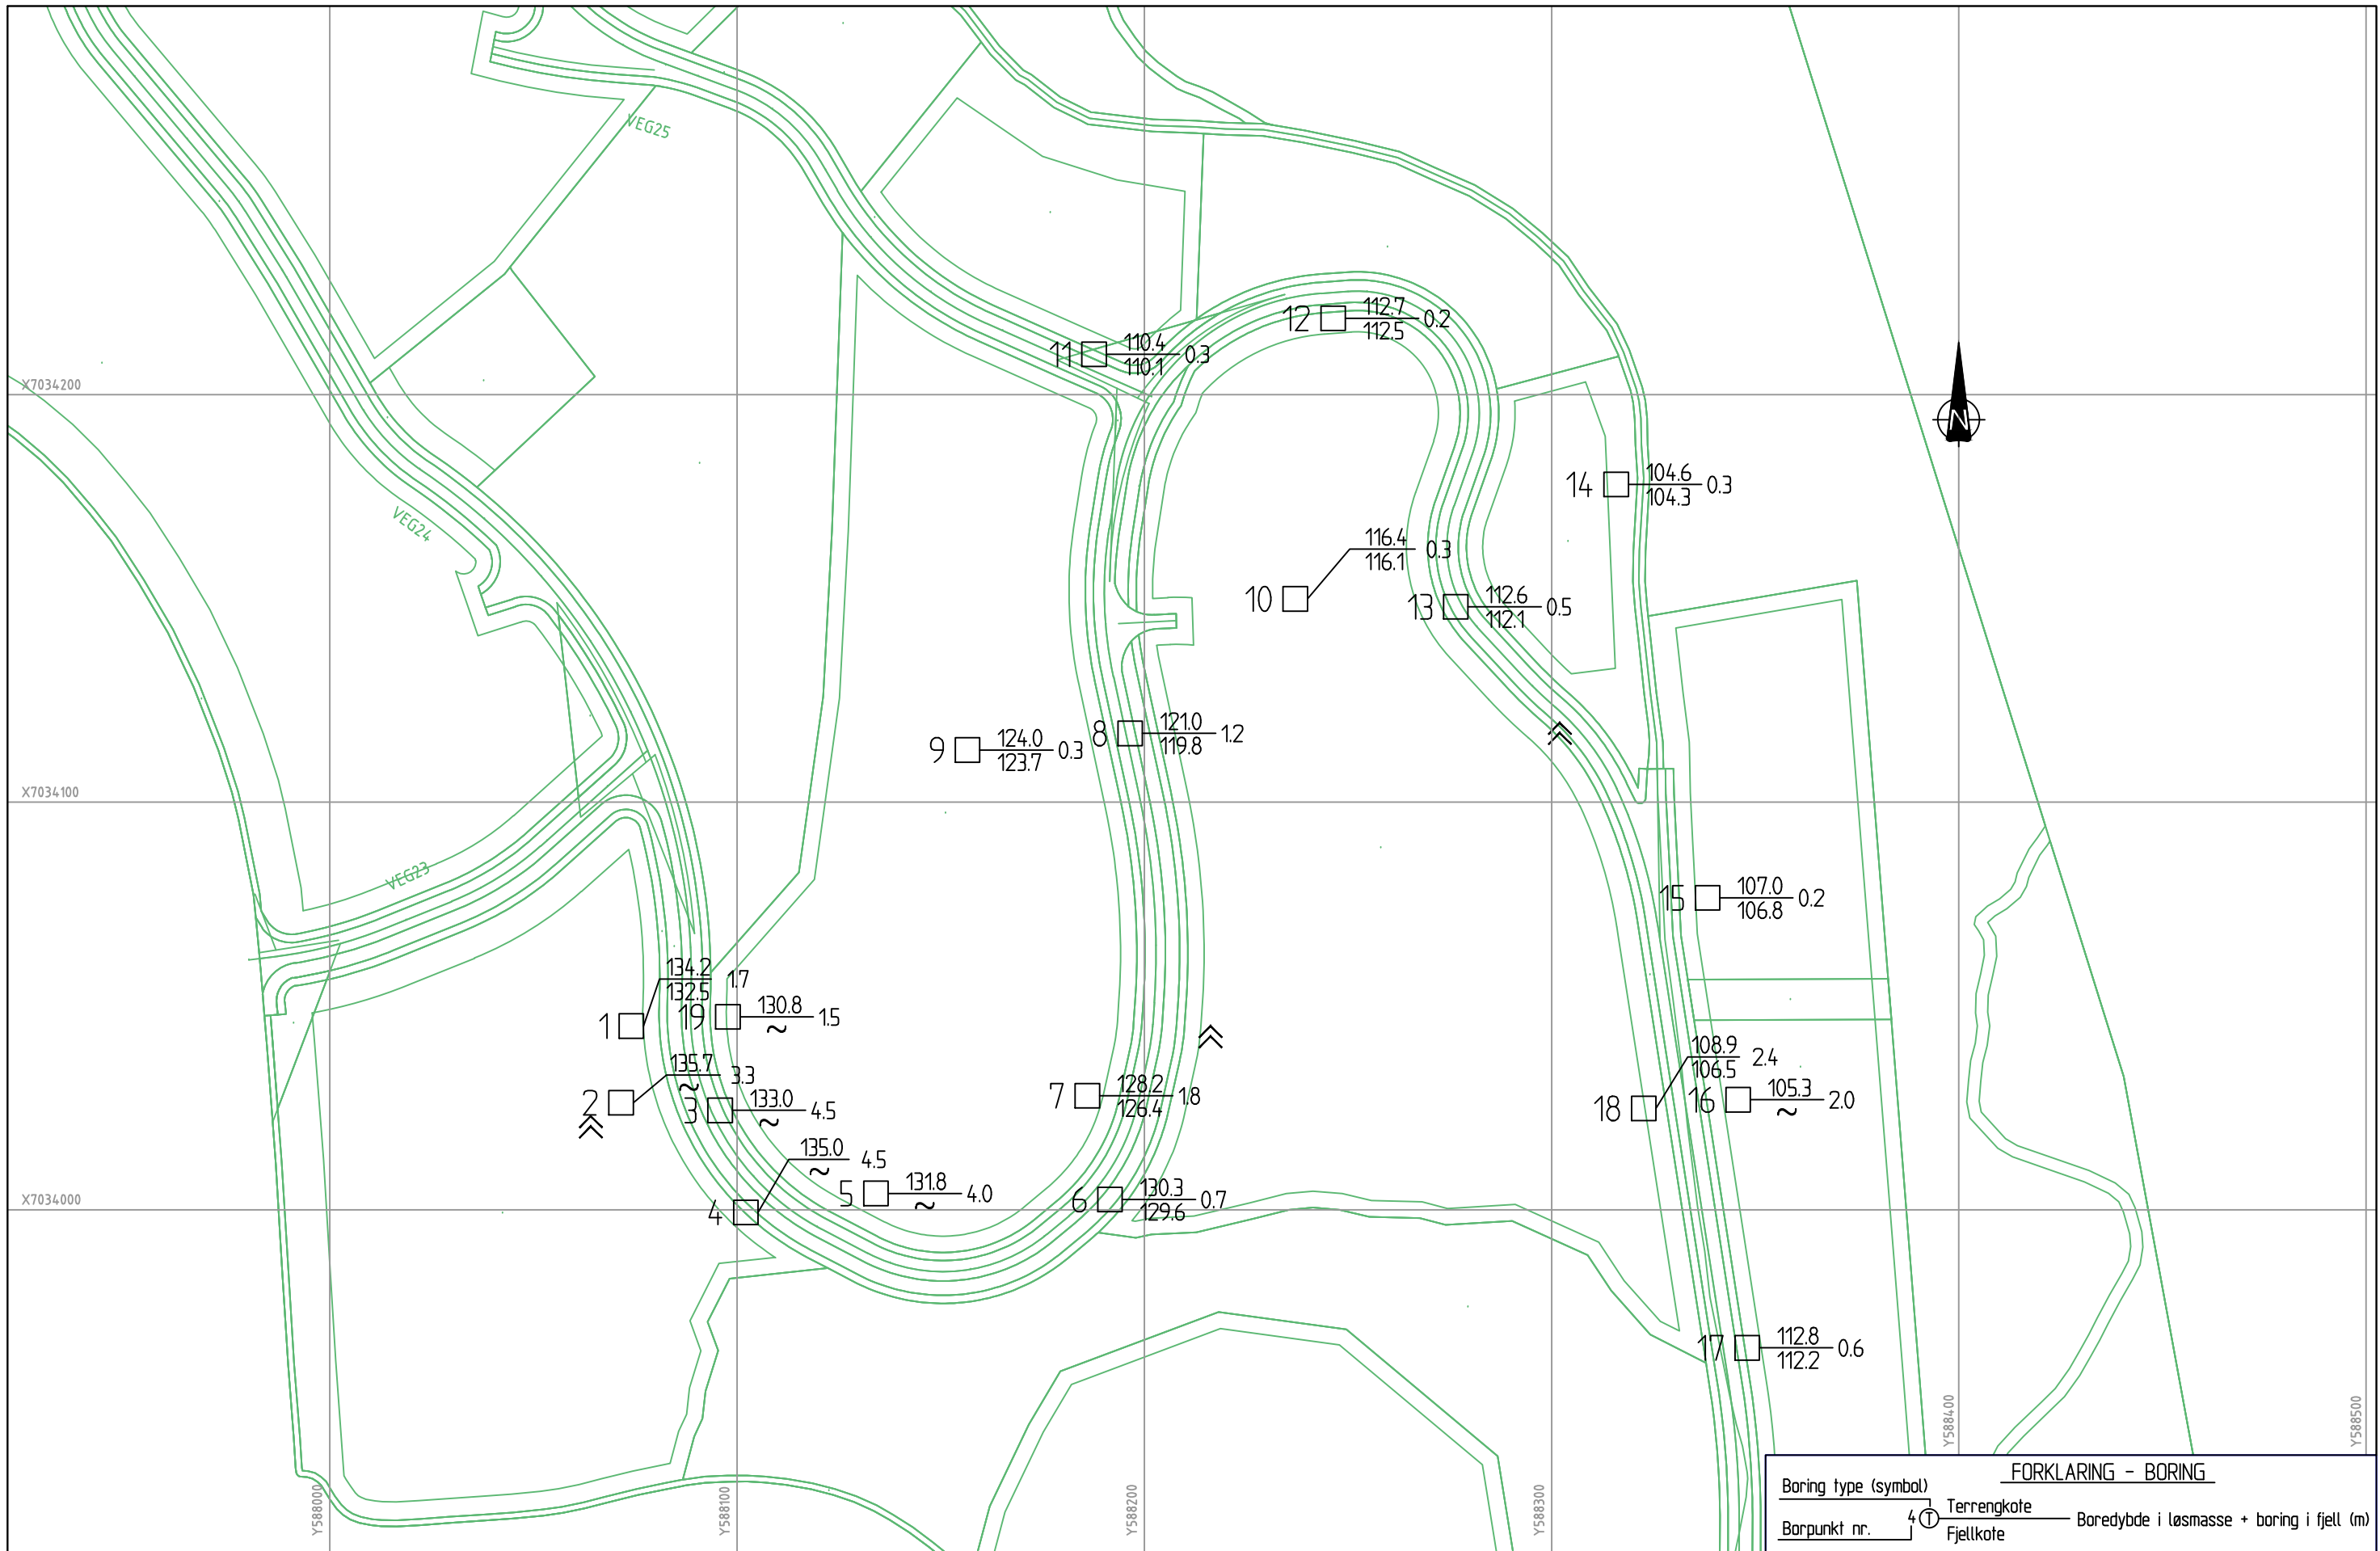 VEG25
12 112.7 0.2
112.5
11 110.4 0.3
110.1
X7034200
N
14 104.6 0.3
104.3
VEG24
116.4 0.3
116.1
10
13 112.6 0.5
112.1
8 121.0 1.2
119.8
9 124.0 0.3
123.7
X7034100
VEG23
15 107.0 0.2
106.8
134.2 1.7
132.5
1
19 130.8 1.5
~
108.9 2.4
106.5
135.7 3.3
~
2
3 133.0 4.5
~
7 128.2 1.8
126.4
18
16 105.3 2.0
~
135.0 4.5
~
4
5 131.8 4.0
~
6 130.3 0.7
129.6
X7034000
17 112.8 0.6
112.2
Y588000
Y588100
Y588200
Y588300
Y588400
Y588500
FORKLARING - BORING
Boring type (symbol)
Borpunkt nr.
4 T
Terrengkote
Fjellkote
Boredybde i løsmasse + boring i fjell (m)